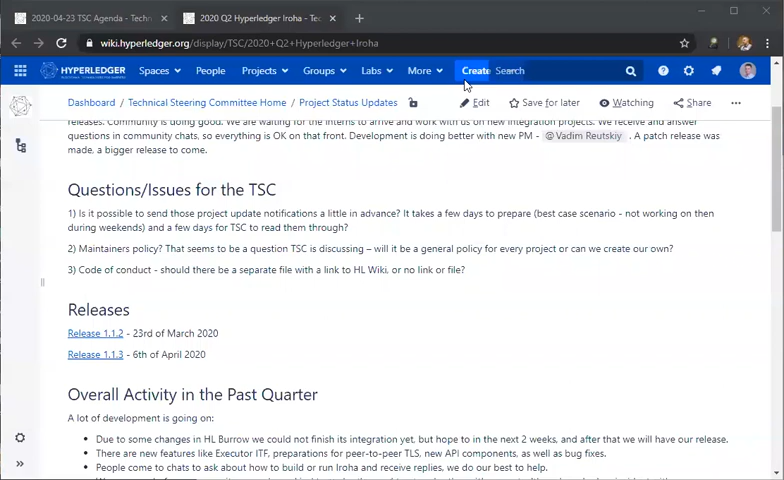 2020-04-23 TSC Agenda - Techn
2020 Q2 Hyperledger Iroha - Tec
wiki.hyperledger.org/display/TSC/2020+Q2+Hyperledger+Iroha
HYPERLEDGER Spaces People Projects Groups Labs More Create Search
Dashboard / Technical Steering Committee Home / Project Status Updates Edit Save for later Watching Share
releases. Community is doing good. We are waiting for the interns to arrive and work with us on new integration projects. We receive and answer
questions in community chats, so everything is OK on that front. Development is doing better with new PM - @Vadim Reutskiy . A patch release was
made, a bigger release to come.
Questions/Issues for the TSC
1) Is it possible to send those project update notifications a little in advance? It takes a few days to prepare (best case scenario - not working on then
during weekends) and a few days for TSC to read them through?
2) Maintainers policy? That seems to be a question TSC is discussing – will it be a general policy for every project or can we create our own?
3) Code of conduct - should there be a separate file with a link to HL Wiki, or no link or file?
Releases
Release 1.1.2 - 23rd of March 2020
Release 1.1.3 - 6th of April 2020
Overall Activity in the Past Quarter
A lot of development is going on:
Due to some changes in HL Burrow we could not finish its integration yet, but hope to in the next 2 weeks, and after that we will have our release.
There are new features like Executor ITF, preparations for peer-to-peer TLS, new API components, as well as bug fixes.
People come to chats to ask about how to build or run Iroha and receive replies, we do our best to help.